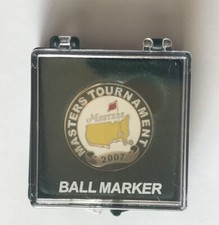 MASTERS TOURNAMENT
Masters
2007
BALL MARKER